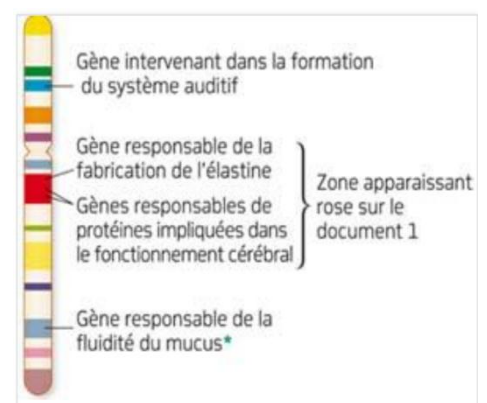 Gène intervenant dans la formation
du système auditif
Gène responsable de la
fabrication de l'élastine
Gènes responsables de
protéines impliquées dans
le fonctionnement cérébral
Zone apparaissant
rose sur le
document 1
Gène responsable de la
fluidité du mucus*